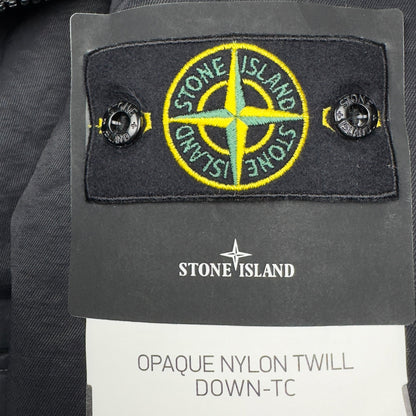 STONE ISLAND
STONE ISLAND
STONE ISLAND
OPAQUE NYLON TWILL
DOWN-TC